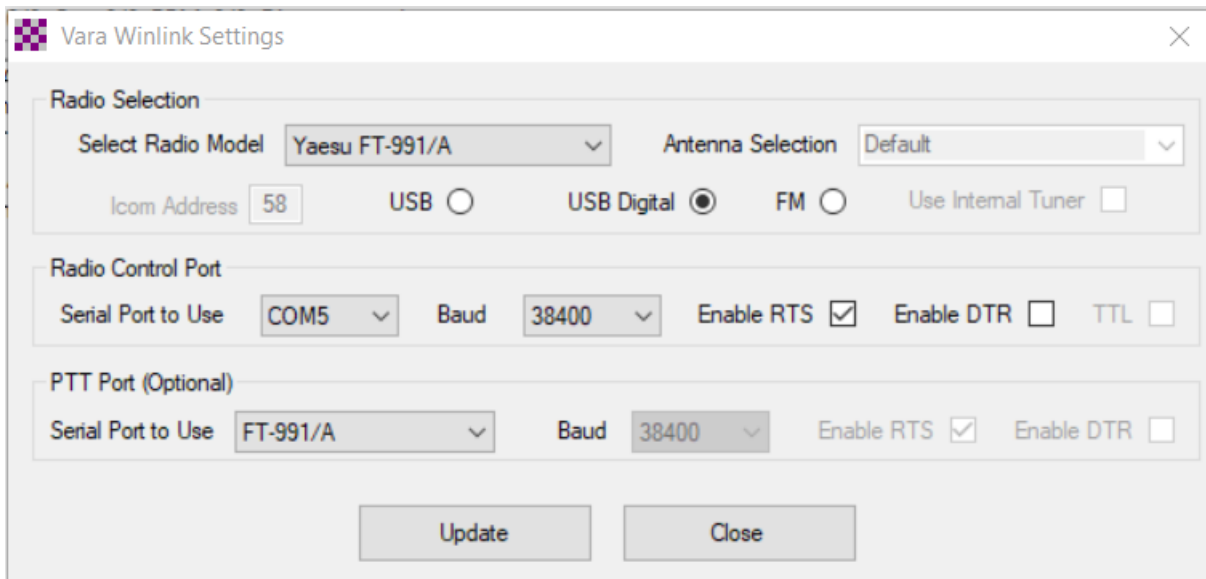 Vara Winlink Settings
Radio Selection
Select Radio Model Yaesu FT-991/A Antenna Selection Default
Icom Address 58 USB USB Digital FM Use Internal Tuner
Radio Control Port
Serial Port to Use COM5 Baud 38400 Enable RTS Enable DTR TTL
PTT Port (Optional)
Serial Port to Use FT-991/A Baud 38400 Enable RTS Enable DTR
Update Close